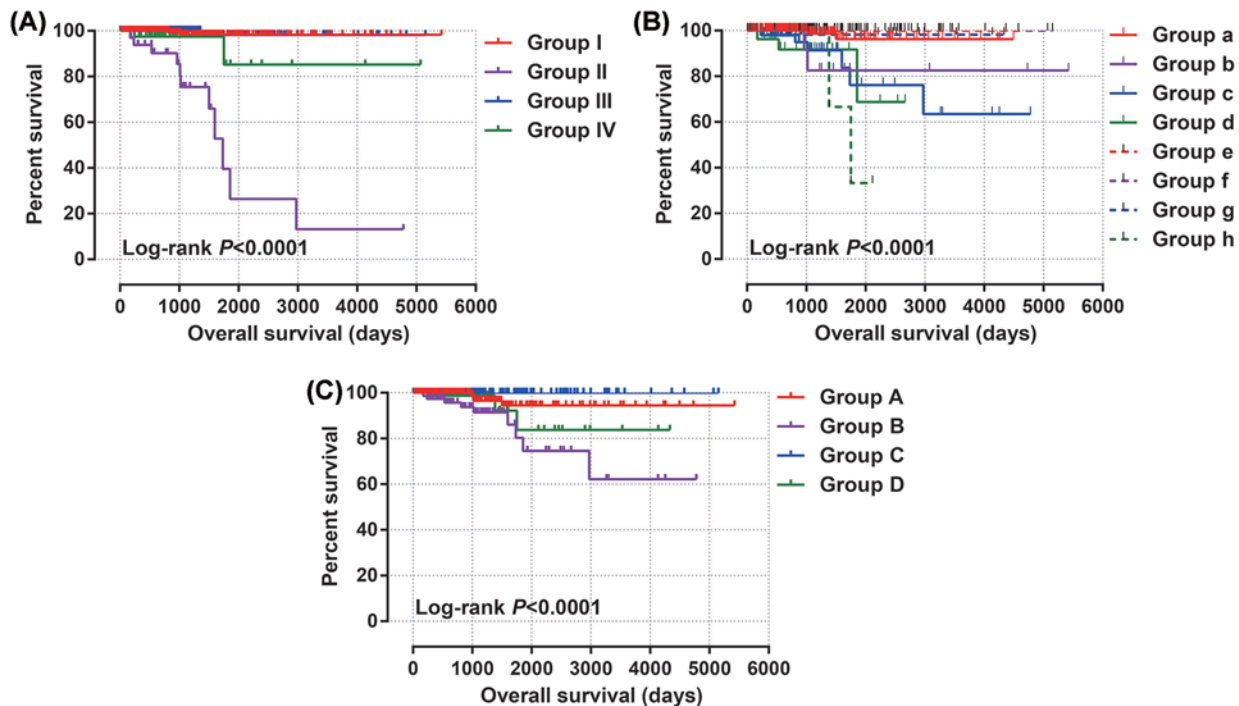 (A)
100
80
60
40
20
0
Percent survival
Log-rank P<0.0001
0 1000 2000 3000 4000 5000 6000
Overall survival (days)
Group I
Group II
Group III
Group IV
(B)
100
80
60
40
20
0
Percent survival
Log-rank P<0.0001
0 1000 2000 3000 4000 5000 6000
Overall survival (days)
Group a
Group b
Group c
Group d
Group e
Group f
Group g
Group h
(C)
100
80
60
40
20
0
Percent survival
Log-rank P<0.0001
0 1000 2000 3000 4000 5000 6000
Overall survival (days)
Group A
Group B
Group C
Group D